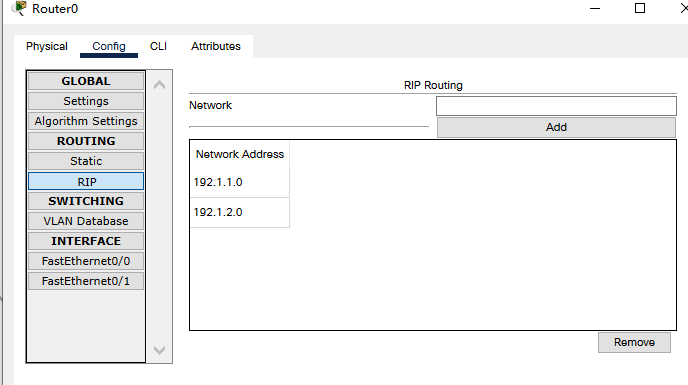 Router0
Physical Config CLI Attributes
GLOBAL
Settings
Algorithm Settings
ROUTING
Static
RIP
SWITCHING
VLAN Database
INTERFACE
FastEthernet0/0
FastEthernet0/1
RIP Routing
Network
Add
Network Address
192.1.1.0
192.1.2.0
Remove